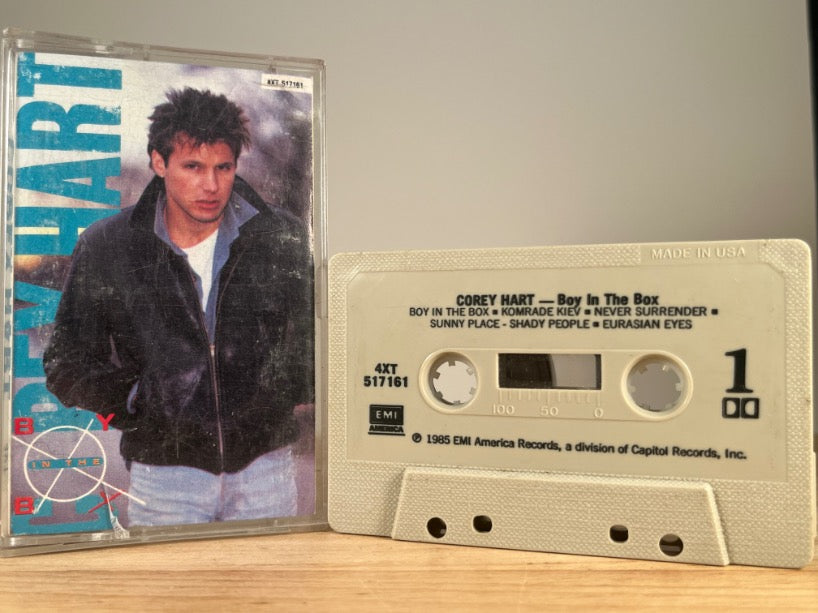 4XT 517161
COREY HART
B Y
IN THE
B X
MADE IN USA
COREY HART — Boy In The Box
BOY IN THE BOX ■ KOMRADE KIEV ■ NEVER SURRENDER ■
SUNNY PLACE - SHADY PEOPLE ■ EURASIAN EYES
4XT
517161
1
100 50 0
EMI
AMERICA
℗ 1985 EMI America Records, a division of Capitol Records, Inc.